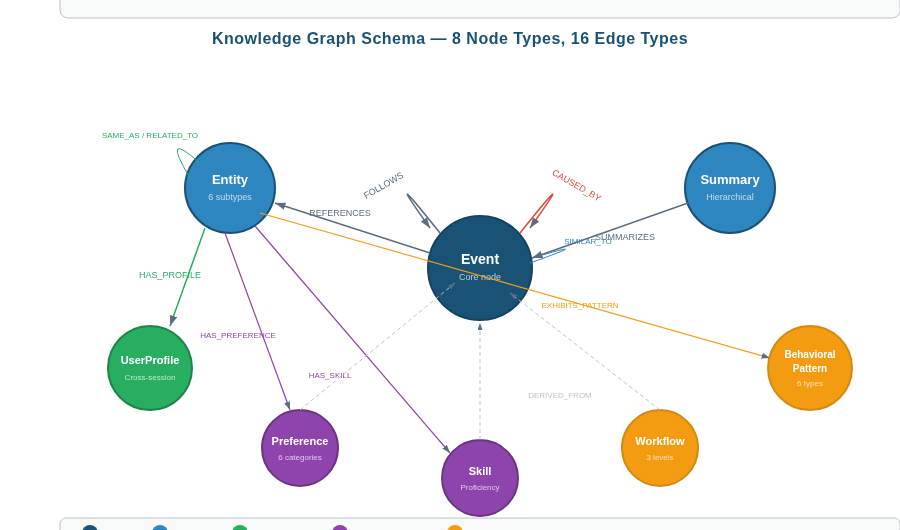 Knowledge Graph Schema — 8 Node Types, 16 Edge Types
SAME_AS / RELATED_TO
Entity
6 subtypes
FOLLOWS
CAUSED_BY
Summary
Hierarchical
REFERENCES
SIMILAR_TO
SUMMARIZES
Event
Core node
HAS_PROFILE
EXHIBITS_PATTERN
HAS_PREFERENCE
UserProfile
Cross-session
HAS_SKILL
Behavioral
Pattern
6 types
DERIVED_FROM
Preference
6 categories
Skill
Proficiency
Workflow
3 levels